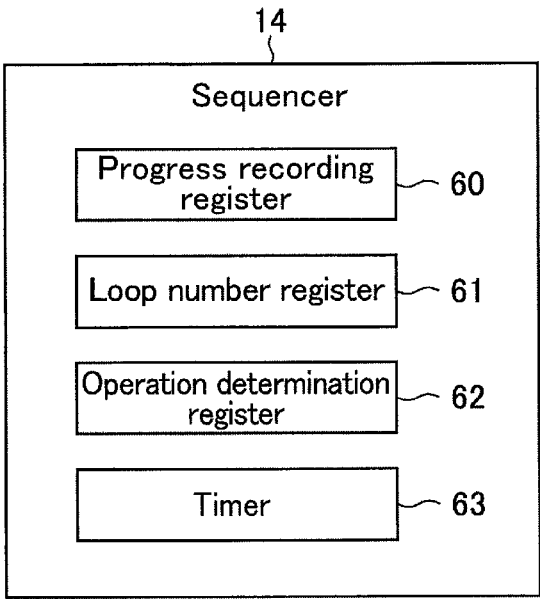 14
Sequencer
Progress recording
register
60
Loop number register
61
Operation determination
register
62
Timer
63